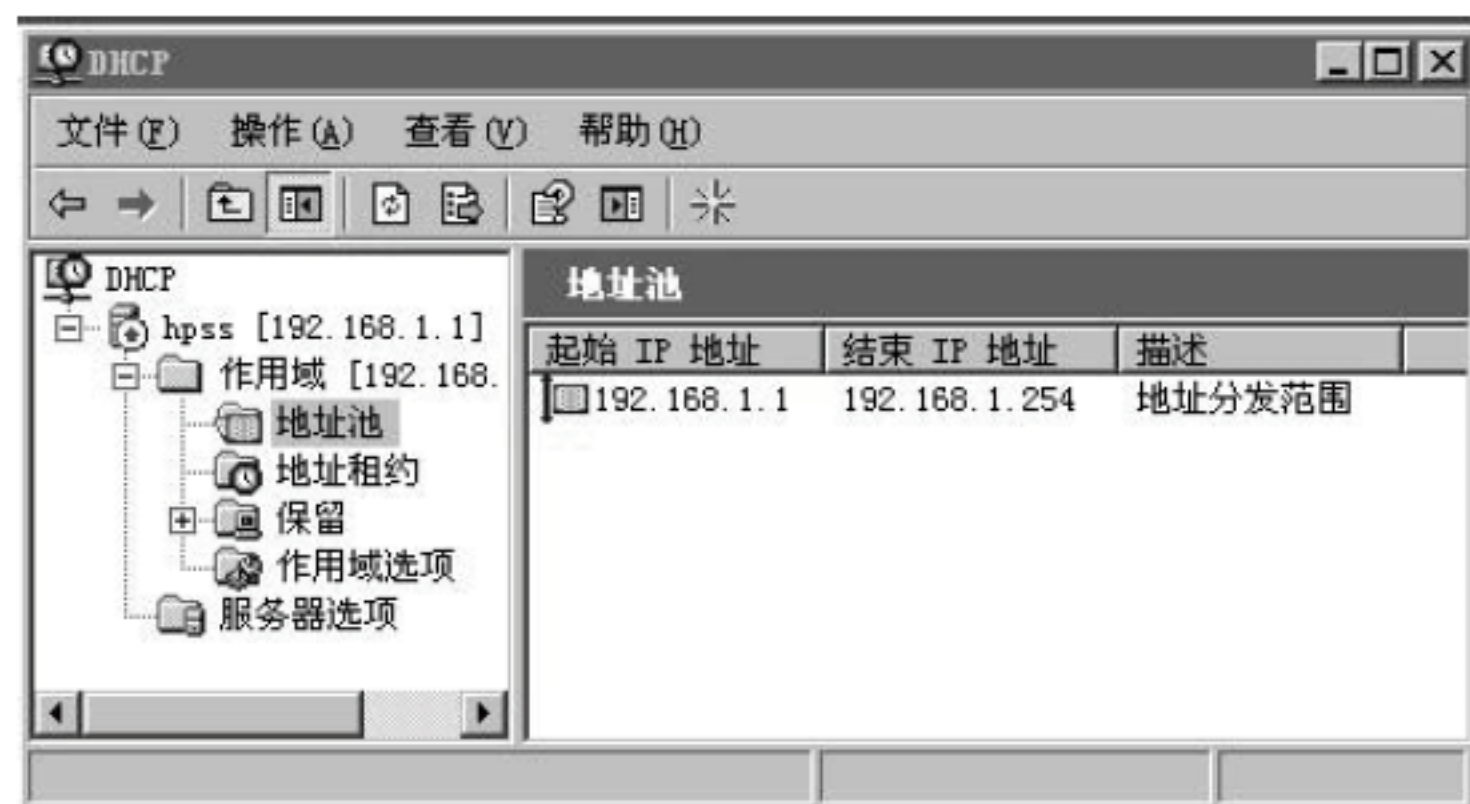 DHCP
文件(F) 操作(A) 查看(V) 帮助(H)
DHCP
hpss [192.168.1.1]
作用域 [192.168.
地址池
地址租约
保留
作用域选项
服务器选项
地址池
起始 IP 地址 结束 IP 地址 描述
192.168.1.1 192.168.1.254 地址分发范围